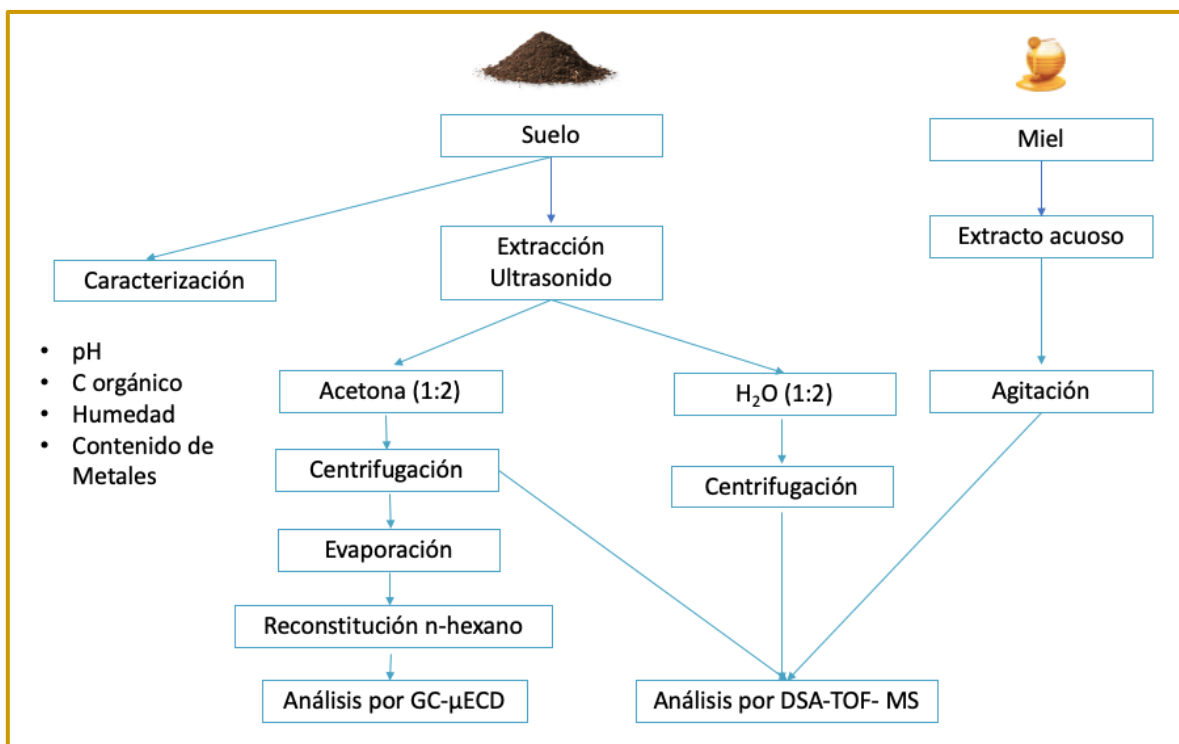 Suelo
Miel
Extracción
Ultrasonido
Extracto acuoso
Caracterización
• pH
• C orgánico
• Humedad
• Contenido de
Metales
Acetona (1:2)
H₂O (1:2)
Agitación
Centrifugación
Centrifugación
Evaporación
Reconstitución n-hexano
Análisis por GC-µECD
Análisis por DSA-TOF- MS